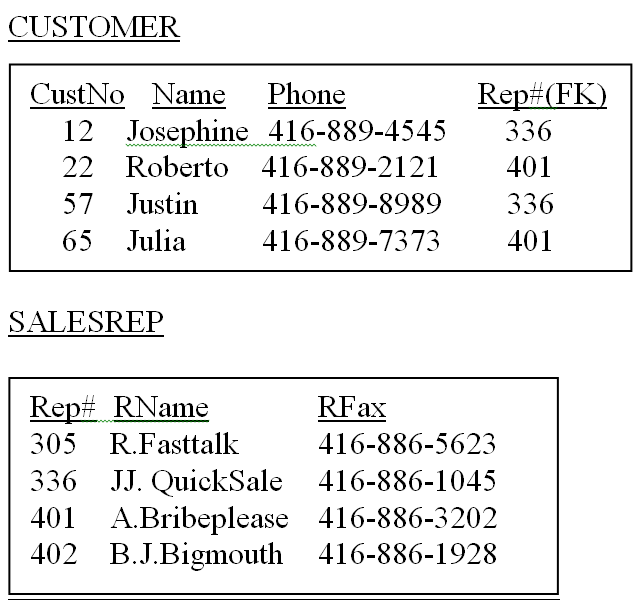 CUSTOMER
CustNo Name Phone Rep#(FK)
12 Josephine 416-889-4545 336
22 Roberto 416-889-2121 401
57 Justin 416-889-8989 336
65 Julia 416-889-7373 401
SALESREP
Rep# RName RFax
305 R.Fasttalk 416-886-5623
336 JJ. QuickSale 416-886-1045
401 A.Bribeplease 416-886-3202
402 B.J.Bigmouth 416-886-1928